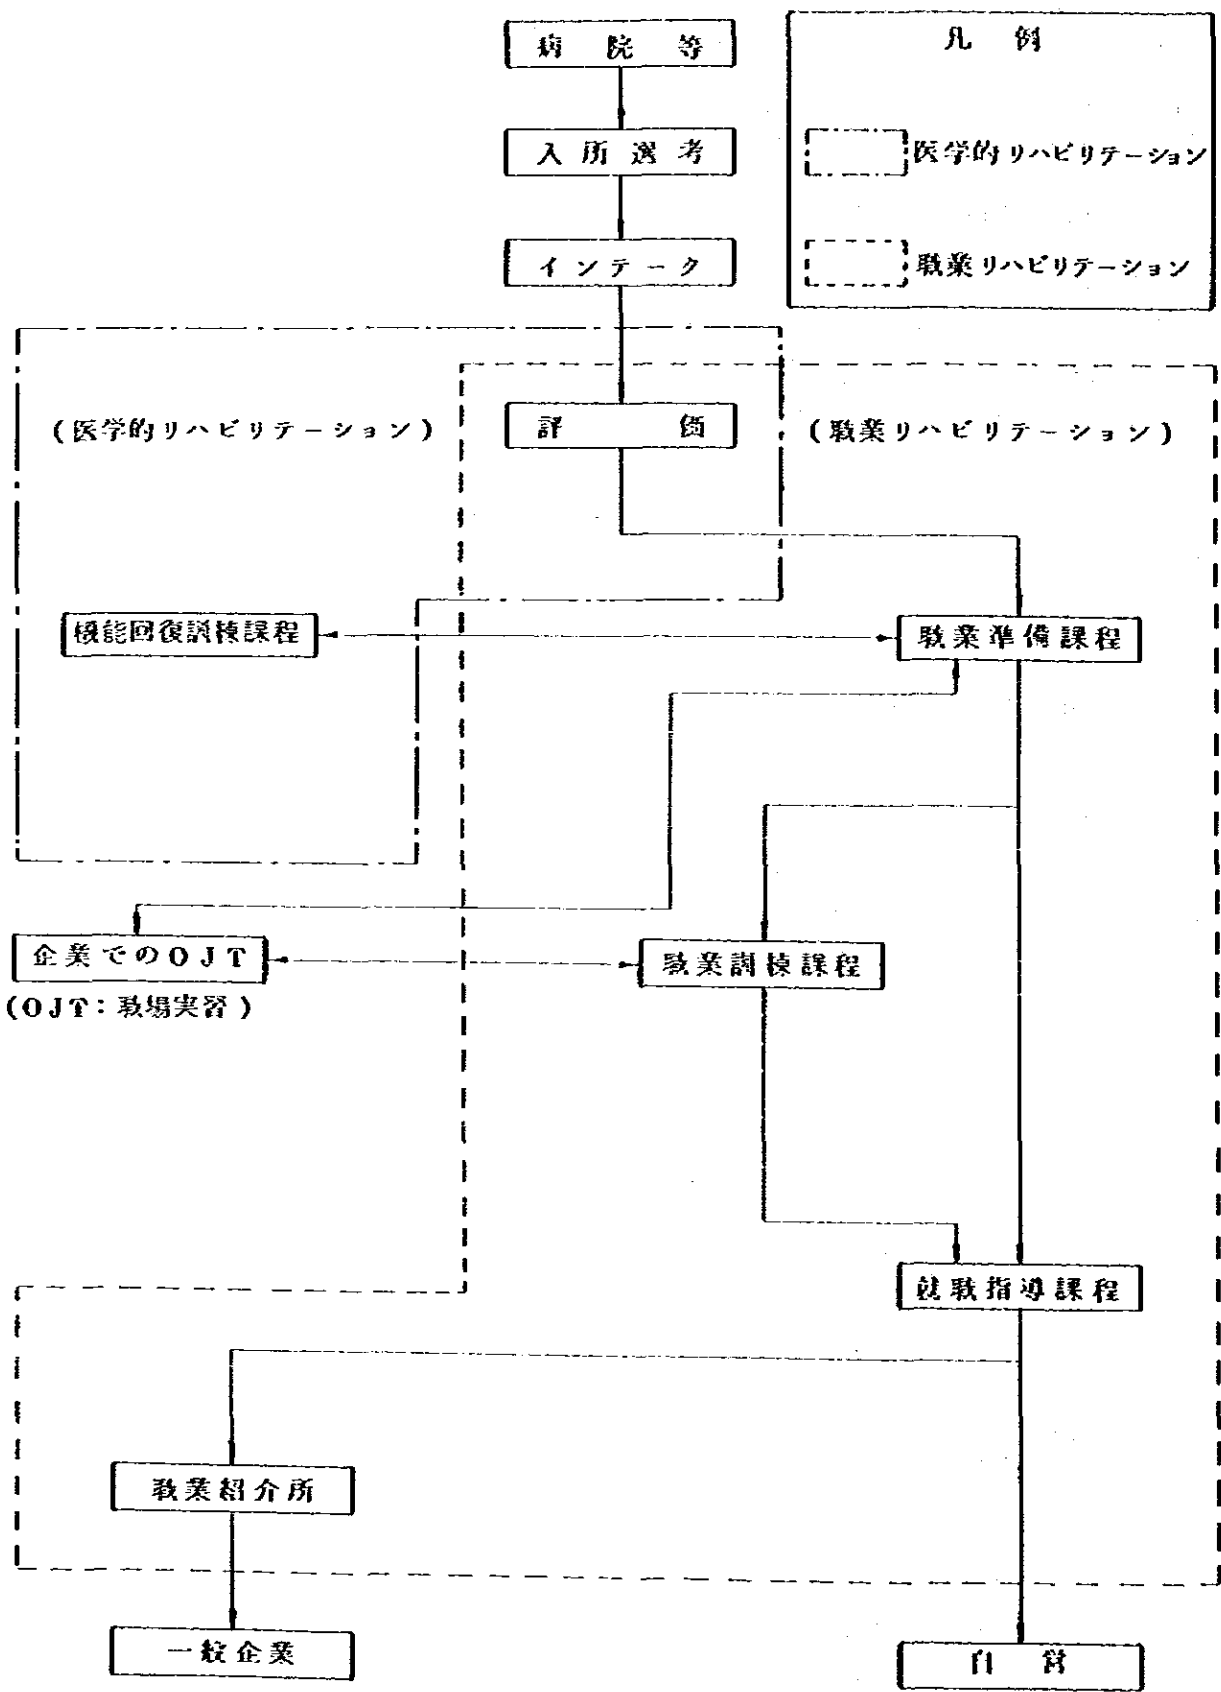 病院等
凡例
入所選考
医学的リハビリテーション
インテーク
職業リハビリテーション
(医学的リハビリテーション)
評価
(職業リハビリテーション)
機能回復訓練課程
職業準備課程
企業でのOJT
職業訓練課程
(OJT:職場実習)
就職指導課程
職業紹介所
一般企業
自営